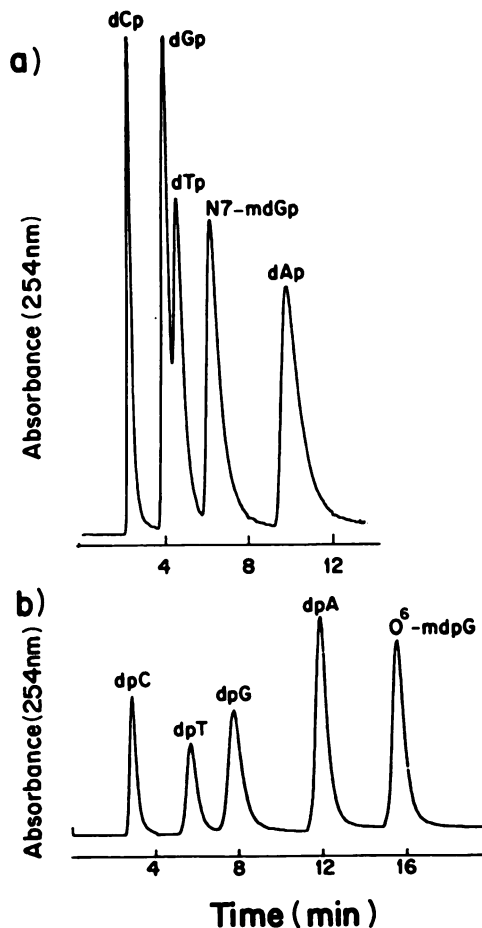 a)
dCp
dGp
dTp
N7-mdGp
dAp
Absorbance (254nm)
4 8 12
b)
dpC
dpT
dpG
dpA
O⁶-mdpG
Absorbance (254nm)
4 8 12 16
Time (min)